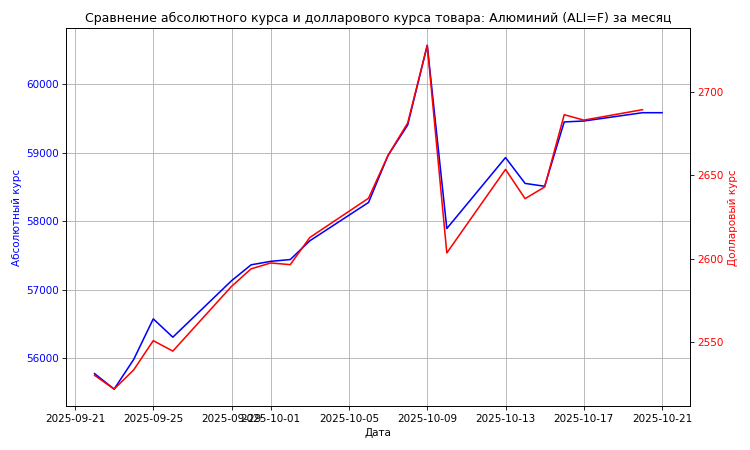 Сравнение абсолютного курса и долларового курса товара: Алюминий (ALI=F) за месяц
Абсолютный курс
60000
59000
58000
57000
56000
2700
2650
2600
2550
Долларовый курс
2025-09-21 2025-09-25 2025-09-29 2025-10-01 2025-10-05 2025-10-09 2025-10-13 2025-10-17 2025-10-21
Дата